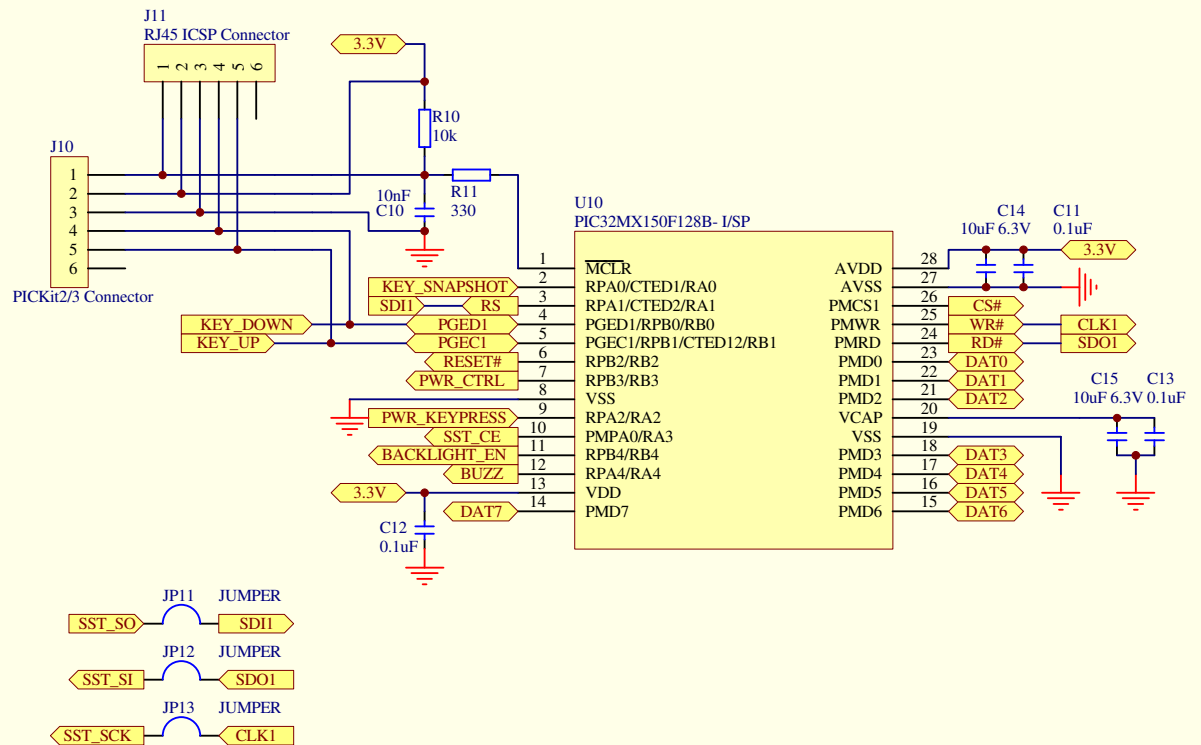 J11
RJ45 ICSP Connector
1 2 3 4 5 6
3.3V
R10
10k
J10
1
2
3
4
5
6
PICKit2/3 Connector
10nF
C10
R11
330
U10
PIC32MX150F128B- I/SP
C14
10uF 6.3V
C11
0.1uF
3.3V
1 MCLR
KEY_SNAPSHOT 2 RPA0/CTED1/RA0
SDI1 RS 3 RPA1/CTED2/RA1
KEY_DOWN PGED1 4 PGED1/RPB0/RB0
KEY_UP PGEC1 5 PGEC1/RPB1/CTED12/RB1
RESET# 6 RPB2/RB2
PWR_CTRL 7 RPB3/RB3
8 VSS
PWR_KEYPRESS 9 RPA2/RA2
SST_CE 10 PMPA0/RA3
BACKLIGHT_EN 11 RPB4/RB4
BUZZ 12 RPA4/RA4
3.3V 13 VDD
DAT7 14 PMD7
C12
0.1uF
AVDD 28
AVSS 27
PMCS1 26 CS#
PMWR 25 WR# CLK1
PMRD 24 RD# SDO1
PMD0 23 DAT0
PMD1 22 DAT1
PMD2 21 DAT2
VCAP 20
VSS 19
PMD3 18 DAT3
PMD4 17 DAT4
PMD5 16 DAT5
PMD6 15 DAT6
C15
10uF 6.3V
C13
0.1uF
JP11 JUMPER
SST_SO SDI1
JP12 JUMPER
SST_SI SDO1
JP13 JUMPER
SST_SCK CLK1